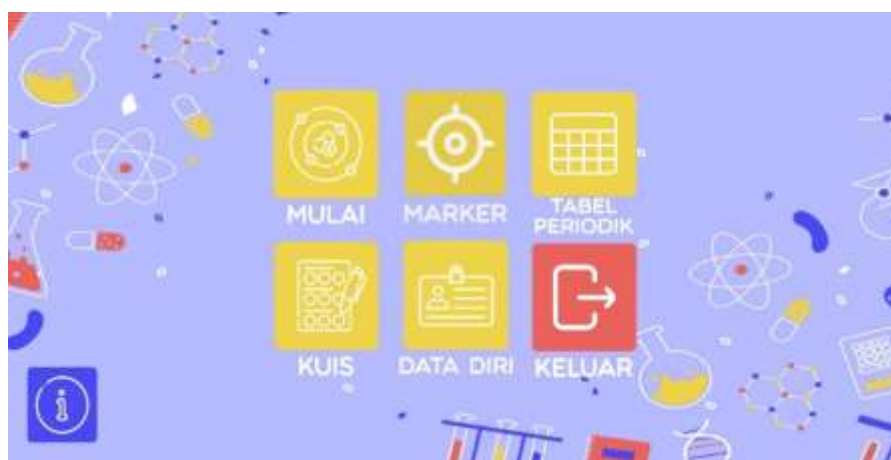 MULAI
MARKER
TABEL
PERIODIK
KUIS
DATA DIRI
KELUAR
i